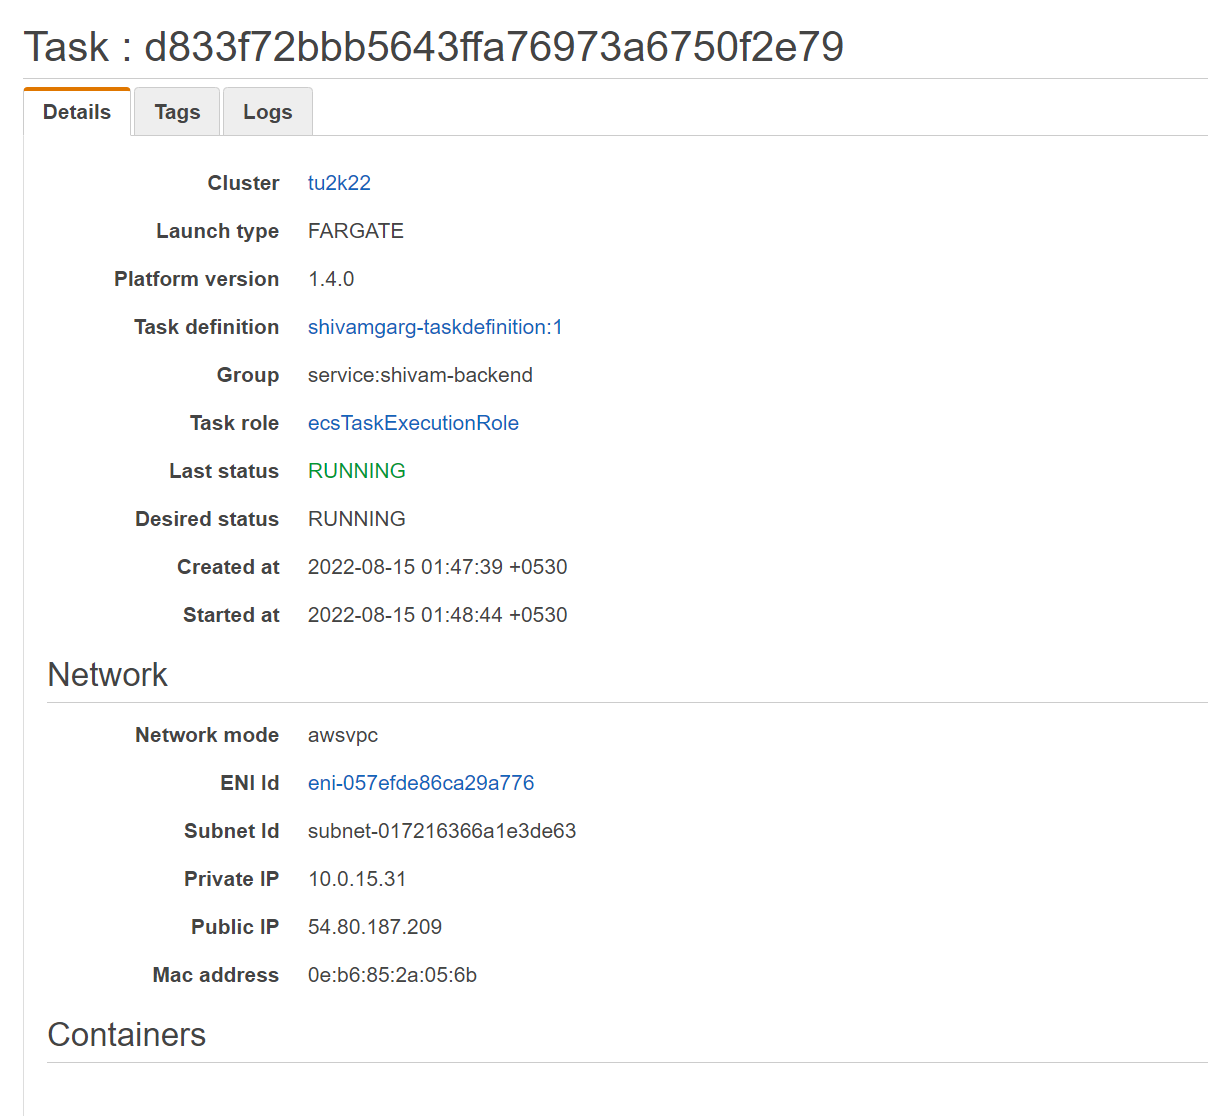 Task : d833f72bbb5643ffa76973a6750f2e79
Details Tags Logs
Cluster tu2k22
Launch type FARGATE
Platform version 1.4.0
Task definition shivamgarg-taskdefinition:1
Group service:shivam-backend
Task role ecsTaskExecutionRole
Last status RUNNING
Desired status RUNNING
Created at 2022-08-15 01:47:39 +0530
Started at 2022-08-15 01:48:44 +0530
Network
Network mode awsvpc
ENI Id eni-057efde86ca29a776
Subnet Id subnet-017216366a1e3de63
Private IP 10.0.15.31
Public IP 54.80.187.209
Mac address 0e:b6:85:2a:05:6b
Containers